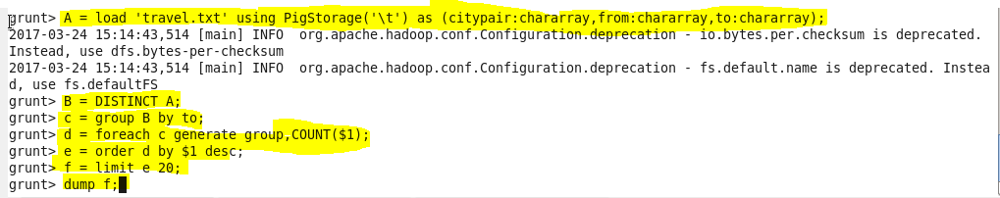 grunt> A = load 'travel.txt' using PigStorage('\t') as (citypair:chararray,from:chararray,to:chararray);
2017-03-24 15:14:43,514 [main] INFO  org.apache.hadoop.conf.Configuration.deprecation - io.bytes.per.checksum is deprecated.
Instead, use dfs.bytes-per-checksum
2017-03-24 15:14:43,514 [main] INFO  org.apache.hadoop.conf.Configuration.deprecation - fs.default.name is deprecated. Instea
d, use fs.defaultFS
grunt> B = DISTINCT A;
grunt> c = group B by to;
grunt> d = foreach c generate group,COUNT($1);
grunt> e = order d by $1 desc;
grunt> f = limit e 20;
grunt> dump f;